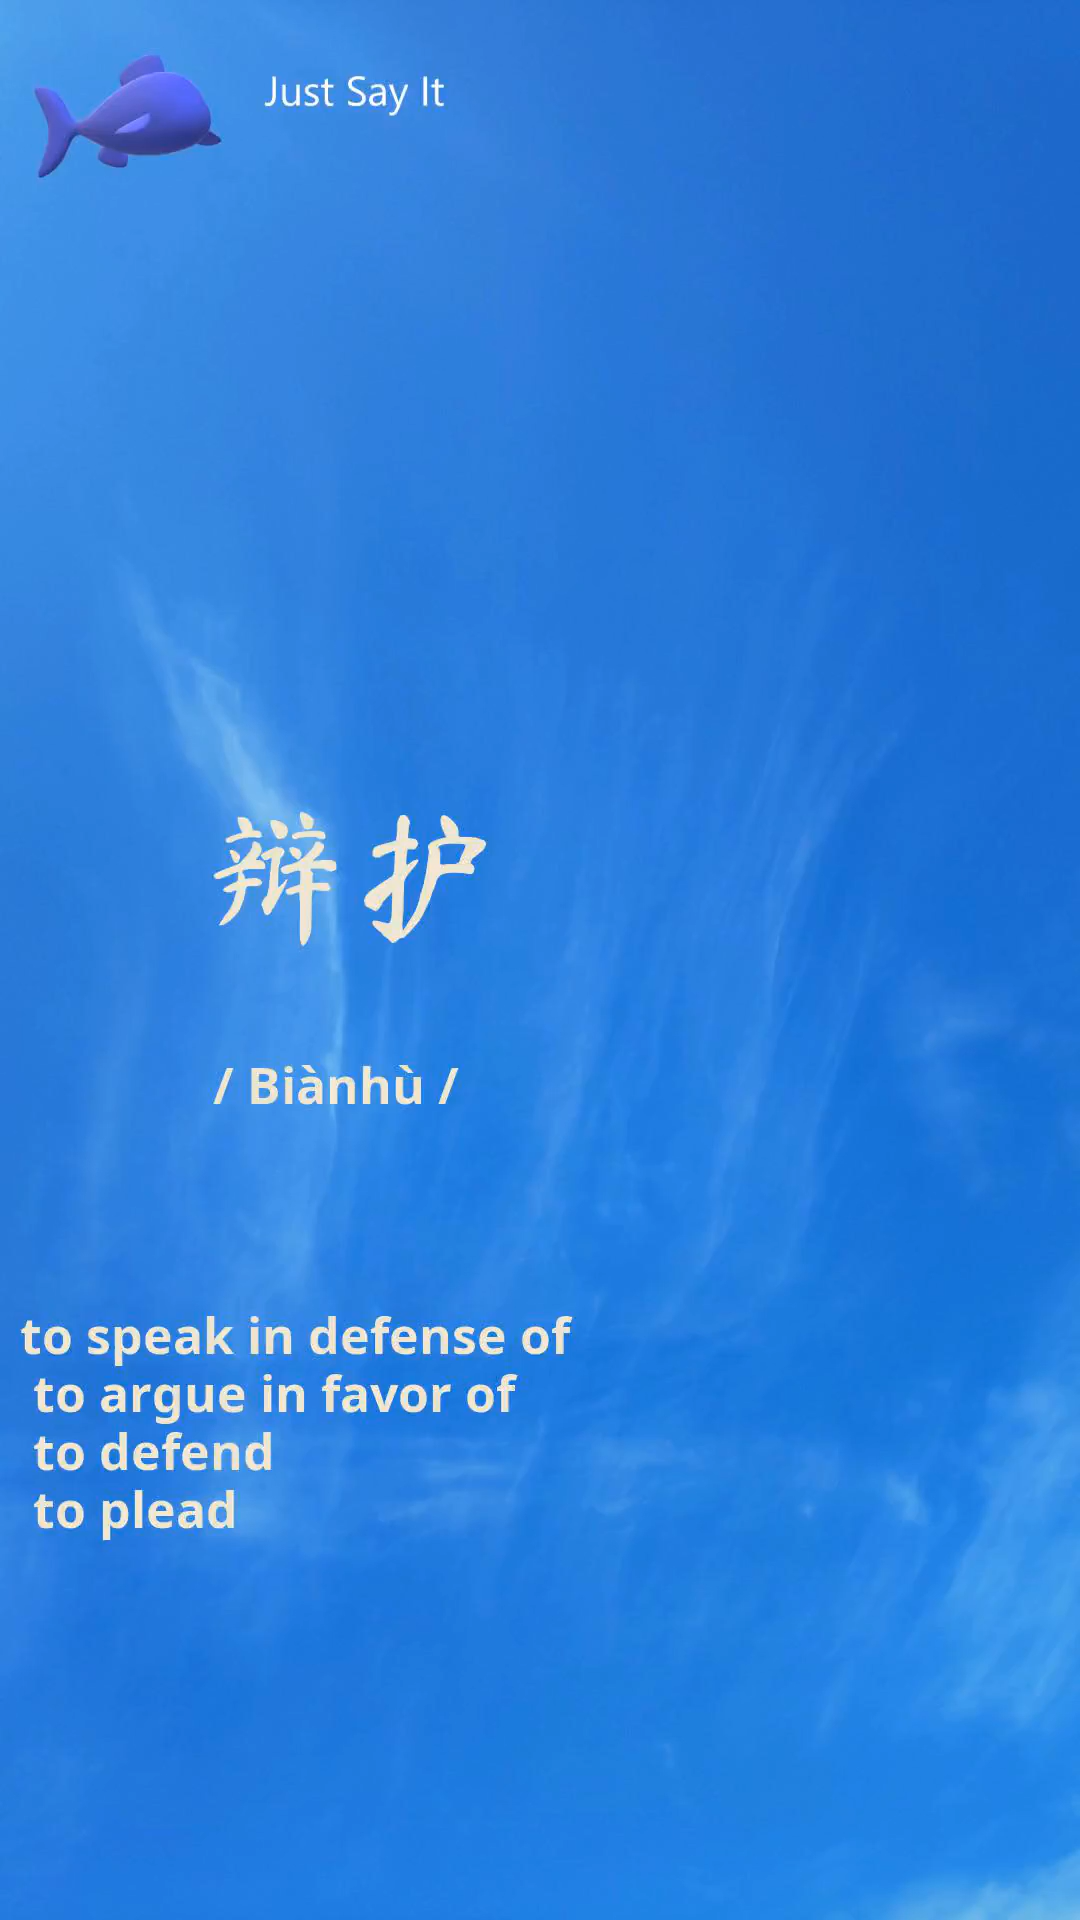 Just Say It
辩护
/ Biànhù /
to speak in defense of
to argue in favor of
to defend
to plead